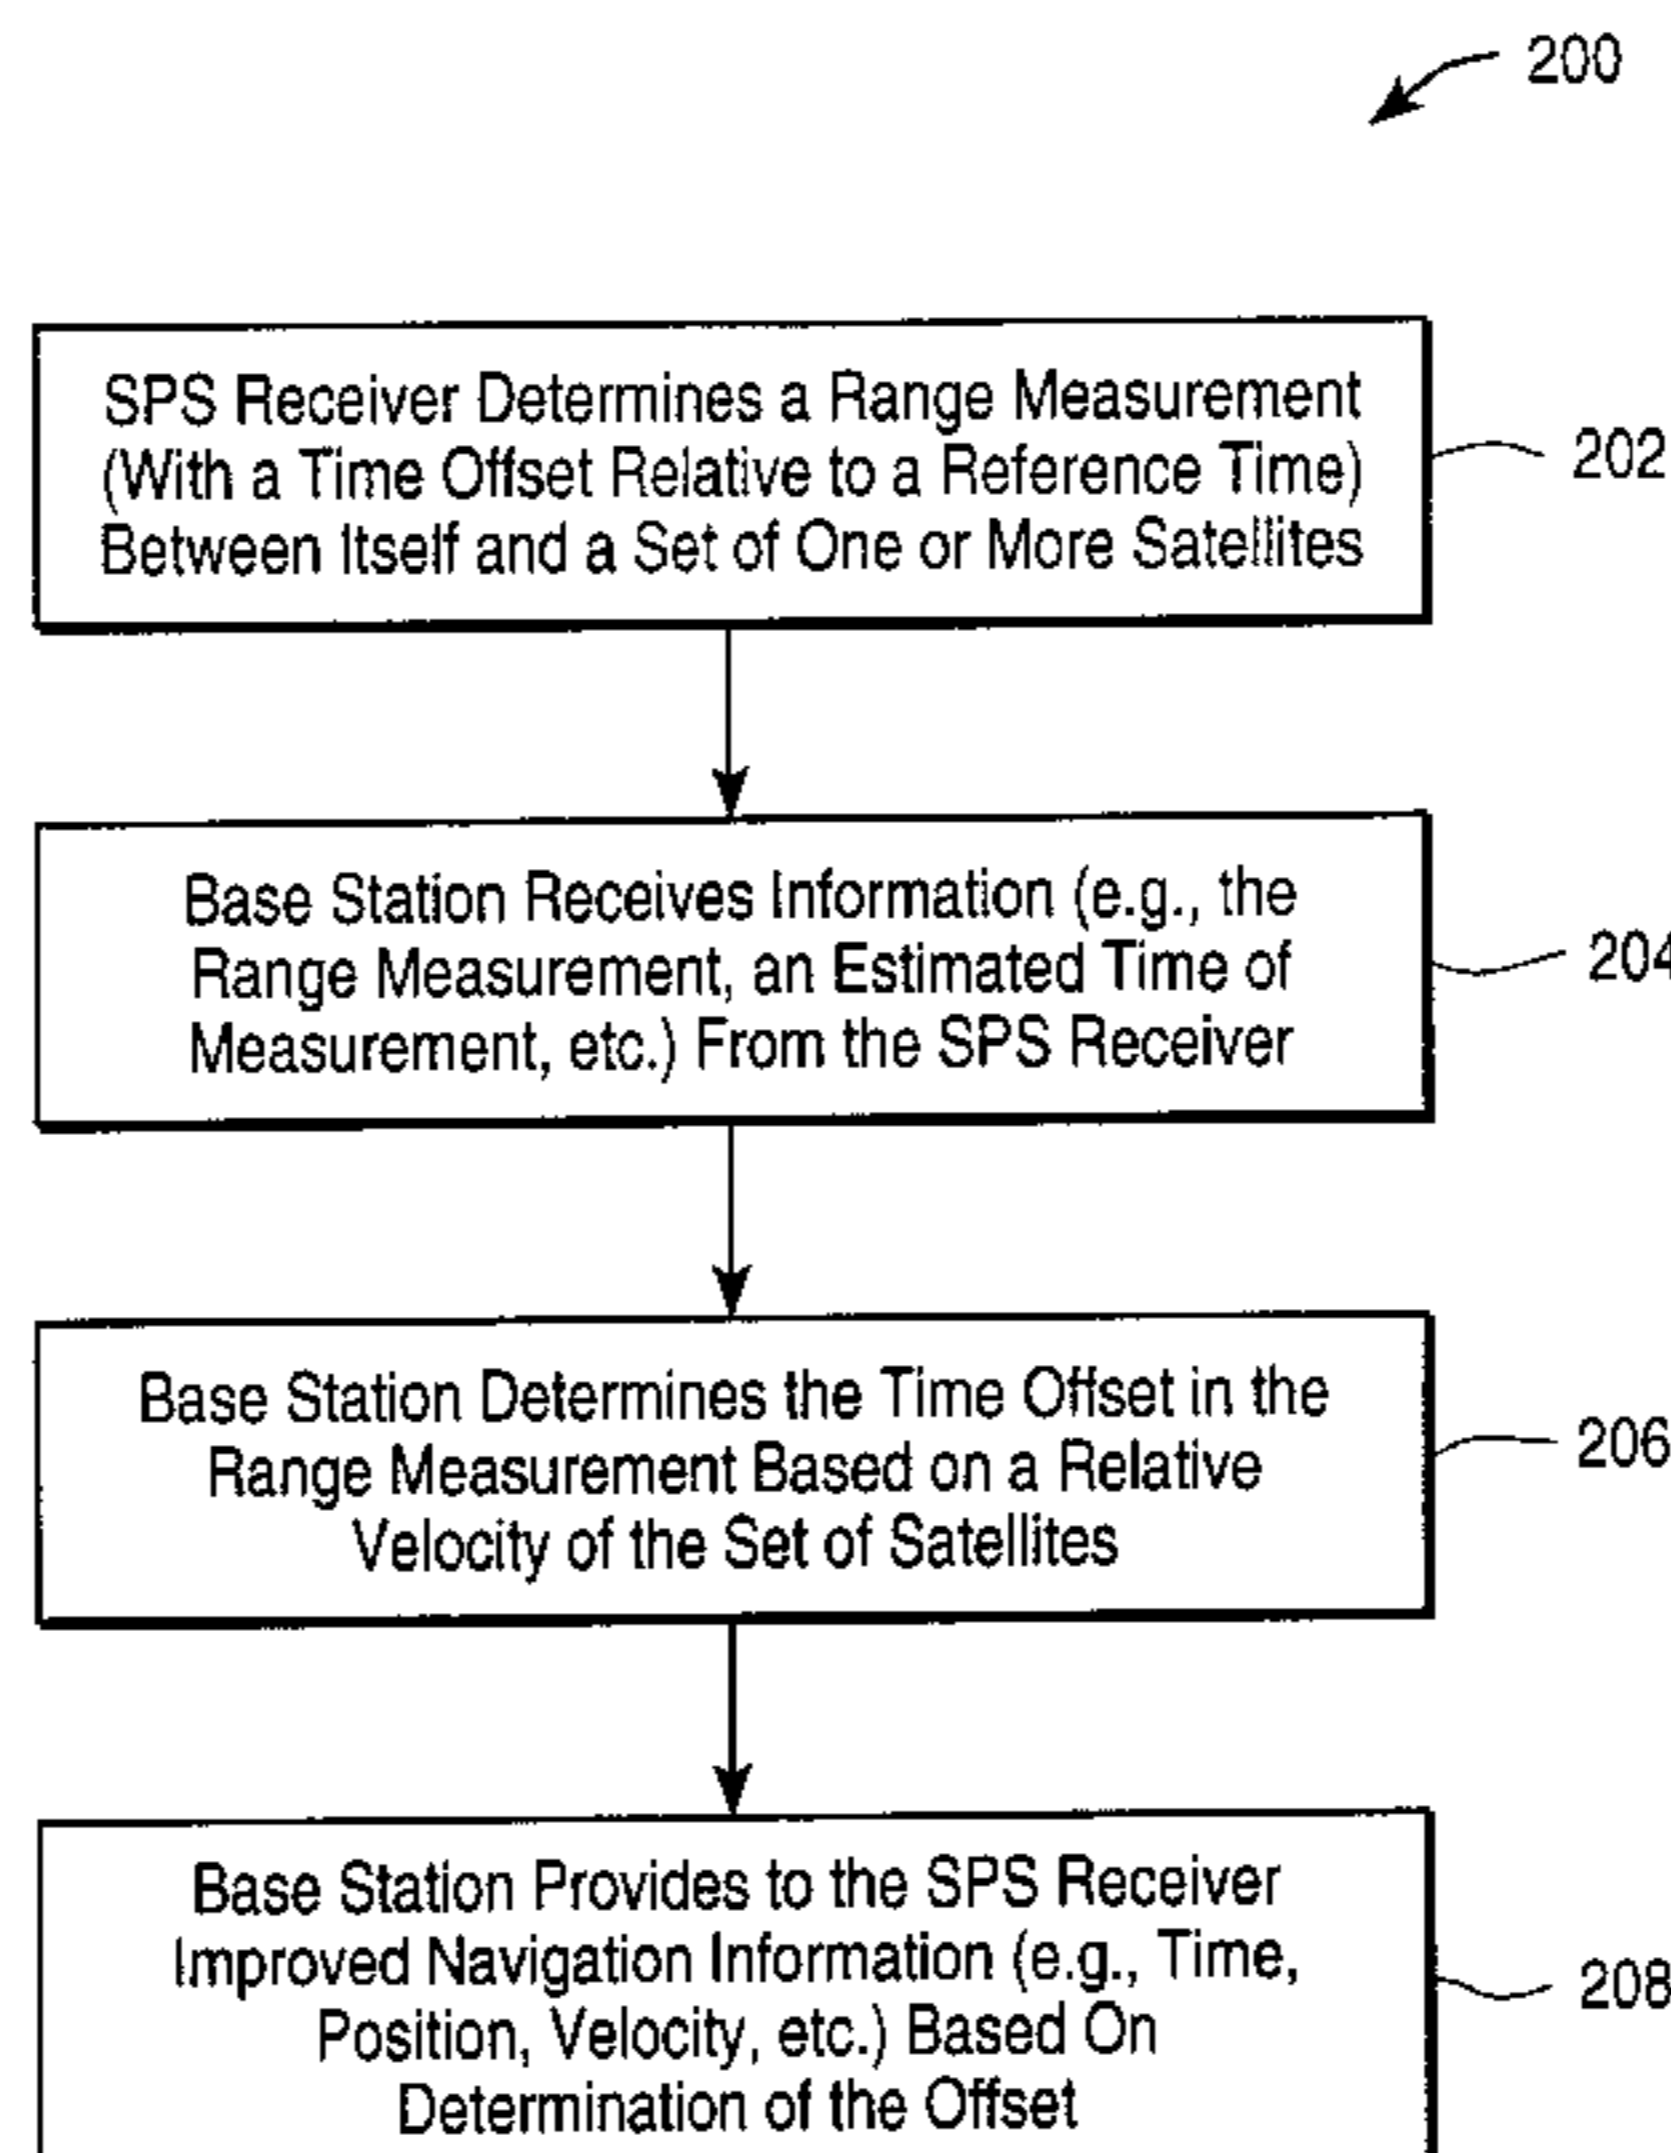 200
SPS Receiver Determines a Range Measurement
(With a Time Offset Relative to a Reference Time)
Between Itself and a Set of One or More Satellites
202
Base Station Receives Information (e.g., the
Range Measurement, an Estimated Time of
Measurement, etc.) From the SPS Receiver
204
Base Station Determines the Time Offset in the
Range Measurement Based on a Relative
Velocity of the Set of Satellites
206
Base Station Provides to the SPS Receiver
Improved Navigation Information (e.g., Time,
Position, Velocity, etc.) Based On
Determination of the Offset
208